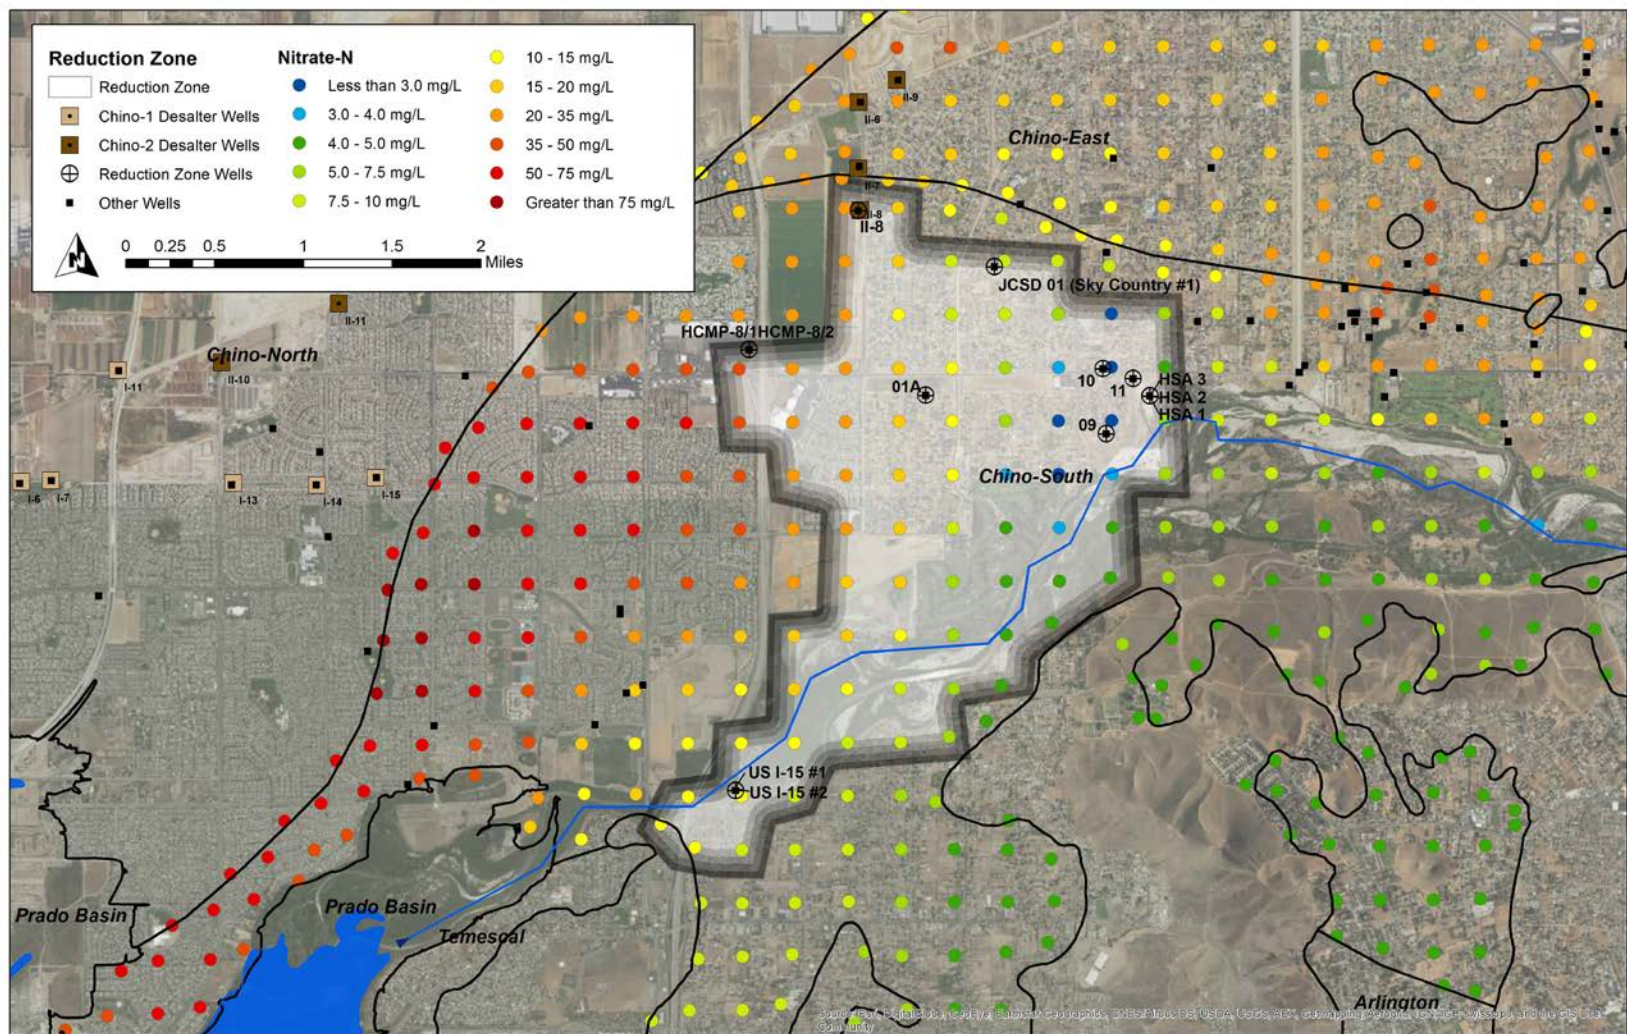 Reduction Zone
Reduction Zone
Chino-1 Desalter Wells
Chino-2 Desalter Wells
Reduction Zone Wells
Other Wells
Nitrate-N
Less than 3.0 mg/L
3.0 - 4.0 mg/L
4.0 - 5.0 mg/L
5.0 - 7.5 mg/L
7.5 - 10 mg/L
10 - 15 mg/L
15 - 20 mg/L
20 - 35 mg/L
35 - 50 mg/L
50 - 75 mg/L
Greater than 75 mg/L
N
0 0.25 0.5 1 1.5 2
Miles
II-9
II-6
Chino-East
II-7
II-8
II-8
JCSD 01 (Sky Country #1)
II-11
HCMP-8/1HCMP-8/2
Chino-North
I-11
II-10
01A
10
11
HSA 3
HSA 2
HSA 1
09
Chino-South
I-6
I-7
I-13
I-14
I-15
US I-15 #1
US I-15 #2
Prado Basin
Prado Basin
Temescal
Arlington
Community